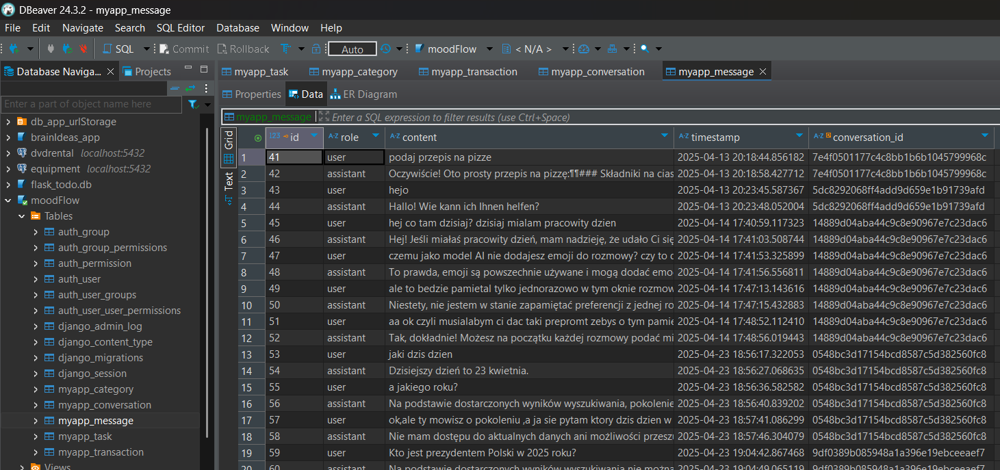 DBeaver 24.3.2 - myapp_message
File Edit Navigate Search SQL Editor Database Window Help
SQL Commit Rollback Auto moodFlow < N/A >
Database Naviga... Projects
myapp_task myapp_category myapp_transaction myapp_conversation myapp_message
Enter a part of object name here
db_app_urlStorage
brainIdeas_app
dvdrental localhost:5432
equipment localhost:5432
flask_todo.db
moodFlow
Tables
auth_group
auth_group_permissions
auth_permission
auth_user
auth_user_groups
auth_user_user_permissions
django_admin_log
django_content_type
django_migrations
django_session
myapp_category
myapp_conversation
myapp_message
myapp_task
myapp_transaction
Views
Properties Data ER Diagram
myapp_message Enter a SQL expression to filter results (use Ctrl+Space)
Grid
Text
123 id A-Z role A-Z content A-Z timestamp A-Z conversation_id
1 41 user podaj przepis na pizze 2025-04-13 20:18:44.856182 7e4f0501177c4c8bb1b6b1045799968c
2 42 assistant Oczywiście! Oto prosty przepis na pizzę:¶¶### Składniki na cias 2025-04-13 20:18:58.427712 7e4f0501177c4c8bb1b6b1045799968c
3 43 user hejo 2025-04-13 20:23:45.587367 5dc8292068ff4add9d659e1b91739afd
4 44 assistant Hallo! Wie kann ich Ihnen helfen? 2025-04-13 20:23:48.052004 5dc8292068ff4add9d659e1b91739afd
5 45 user hej co tam dzisiaj? dzisiaj mialam pracowity dzien 2025-04-14 17:40:59.117323 14889d04aba44c9c8e90967e7c23dac6
6 46 assistant Hej! Jeśli miałaś pracowity dzień, mam nadzieję, że udało Ci się 2025-04-14 17:41:03.508744 14889d04aba44c9c8e90967e7c23dac6
7 47 user czemu jako model AI nie dodajesz emoji do rozmowy? czy to c 2025-04-14 17:41:53.325899 14889d04aba44c9c8e90967e7c23dac6
8 48 assistant To prawda, emoji są powszechnie używane i mogą dodać emo 2025-04-14 17:41:56.556811 14889d04aba44c9c8e90967e7c23dac6
9 49 user ale to bedzie pamietal tylko jednorazowo w tym oknie rozmow 2025-04-14 17:47:13.143616 14889d04aba44c9c8e90967e7c23dac6
10 50 assistant Niestety, nie jestem w stanie zapamiętać preferencji z jednej ro 2025-04-14 17:47:15.432883 14889d04aba44c9c8e90967e7c23dac6
11 51 user aa ok czyli musialabym ci dac taki prepromt zebys o tym pamię 2025-04-14 17:48:52.112410 14889d04aba44c9c8e90967e7c23dac6
12 52 assistant Tak, dokładnie! Możesz na początku każdej rozmowy podać mi 2025-04-14 17:48:56.019443 14889d04aba44c9c8e90967e7c23dac6
13 53 user jaki dzis dzien 2025-04-23 18:56:17.322053 0548bc3d17154bcd8587c5d382560fc8
14 54 assistant Dzisiejszy dzień to 23 kwietnia. 2025-04-23 18:56:27.068635 0548bc3d17154bcd8587c5d382560fc8
15 55 user a jakiego roku? 2025-04-23 18:56:36.582582 0548bc3d17154bcd8587c5d382560fc8
16 56 assistant Na podstawie dostarczonych wyników wyszukiwania, pokolenie 2025-04-23 18:56:40.839202 0548bc3d17154bcd8587c5d382560fc8
17 57 user ok,ale ty mowisz o pokoleniu ,a ja sie pytam ktory dzis dzien w 2025-04-23 18:57:41.086299 0548bc3d17154bcd8587c5d382560fc8
18 58 assistant Nie mam dostępu do aktualnych danych ani możliwości przeszu 2025-04-23 18:57:46.304079 0548bc3d17154bcd8587c5d382560fc8
19 59 user Kto jest prezydentem Polski w 2025 roku? 2025-04-23 19:04:42.867468 9df0389b085948a1a396e19ebceeaef7
20 60 assistant Na podstawie dostarczonych wyników wyszukiwania nie można 2025-04-23 19:04:49.065119 9df0389b085948a1a396e19ebceeaef7